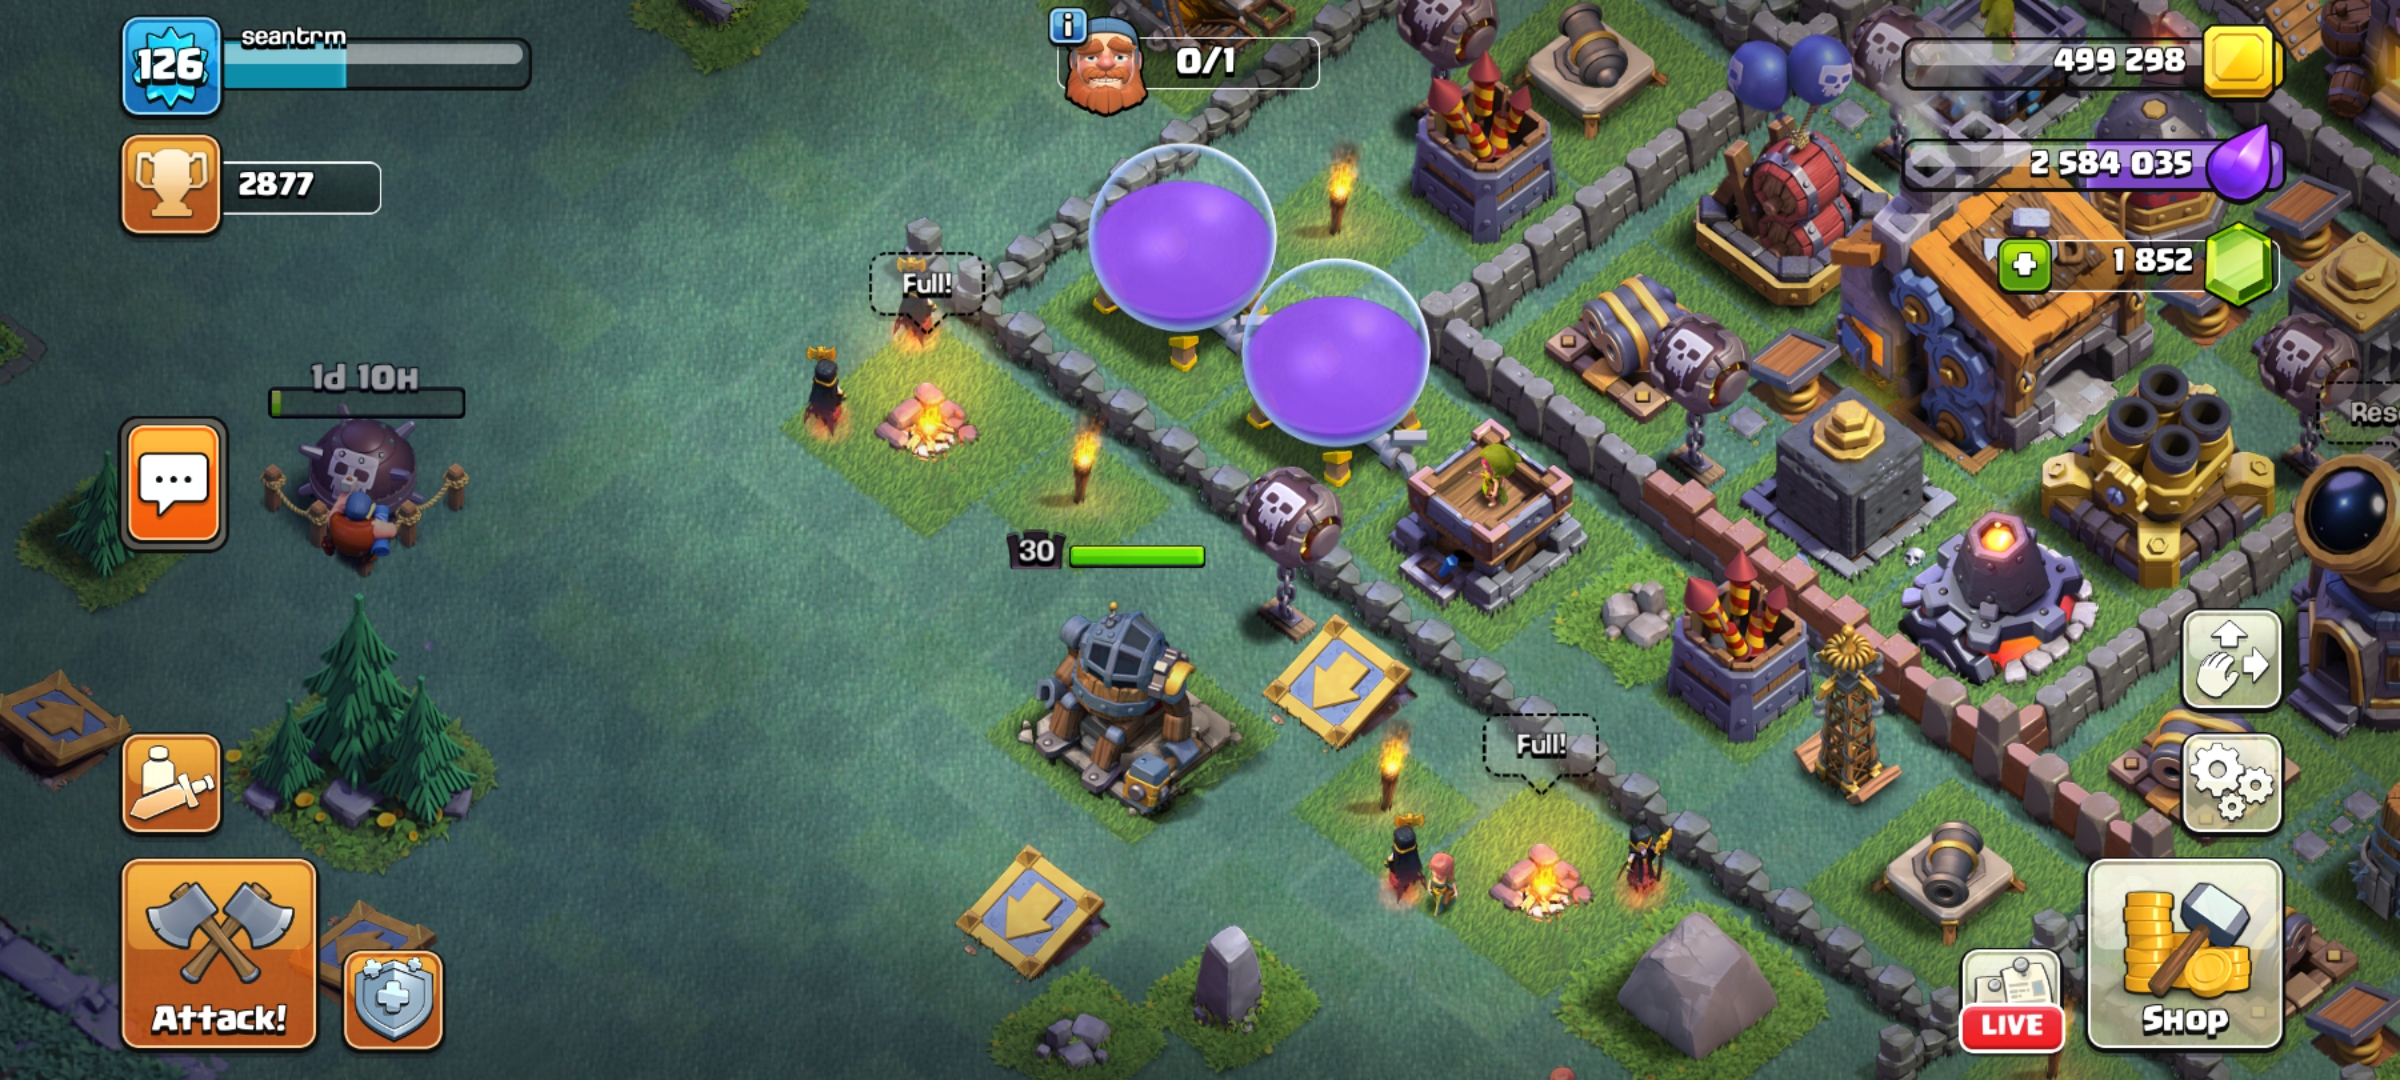 126
seantrm
0/1
499 298
2877
2 584 035
1 852
Full!
1d 10H
Res
30
Full!
Attack!
LIVE
Shop